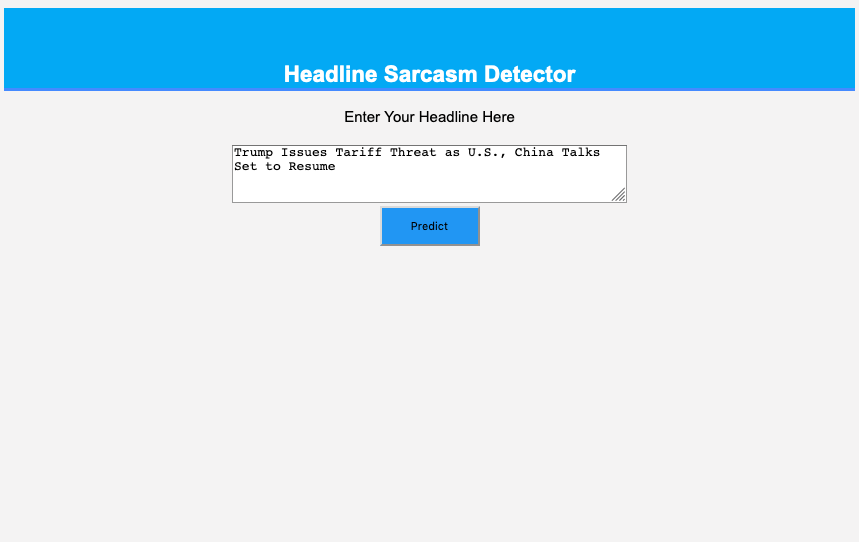 Headline Sarcasm Detector
Enter Your Headline Here
Trump Issues Tariff Threat as U.S., China Talks
Set to Resume
Predict